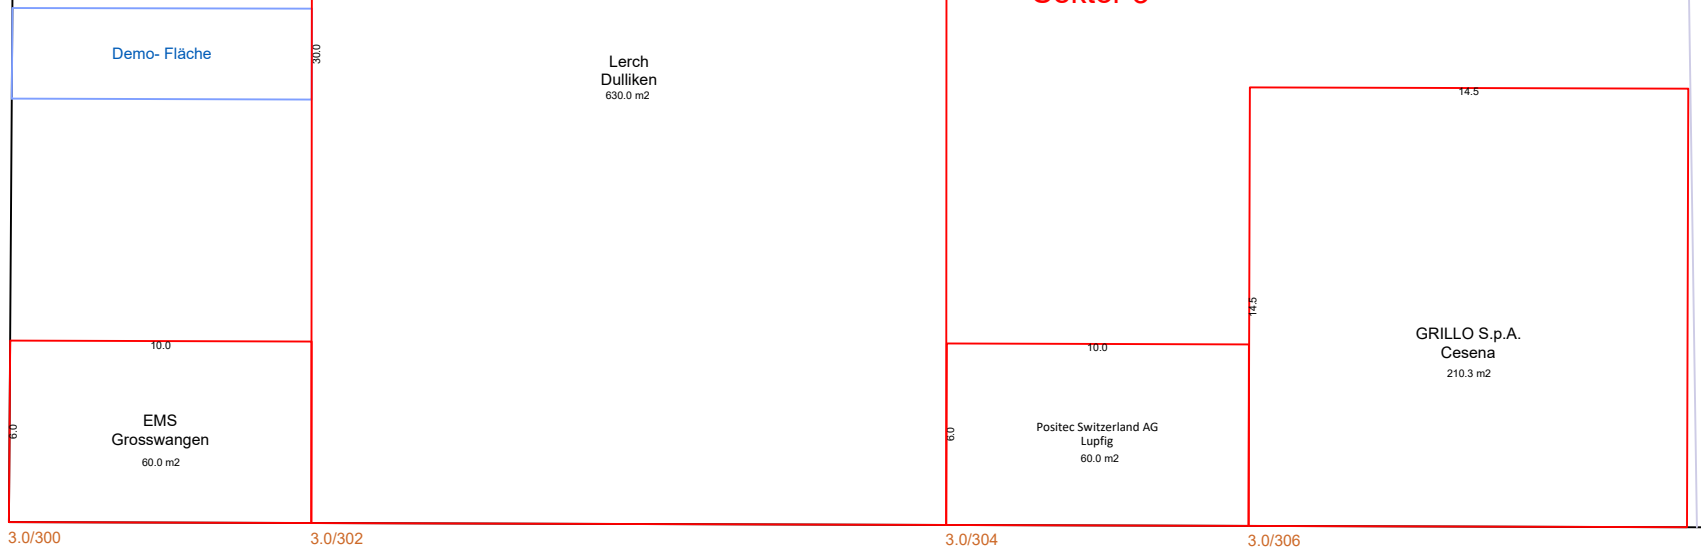 Demo- Fläche
30.0
Lerch
Dulliken
630.0 m2
14.5
14.5
GRILLO S.p.A.
Cesena
210.3 m2
10.0
6.0
EMS
Grosswangen
60.0 m2
10.0
6.0
Positec Switzerland AG
Lupfig
60.0 m2
3.0/300
3.0/302
3.0/304
3.0/306